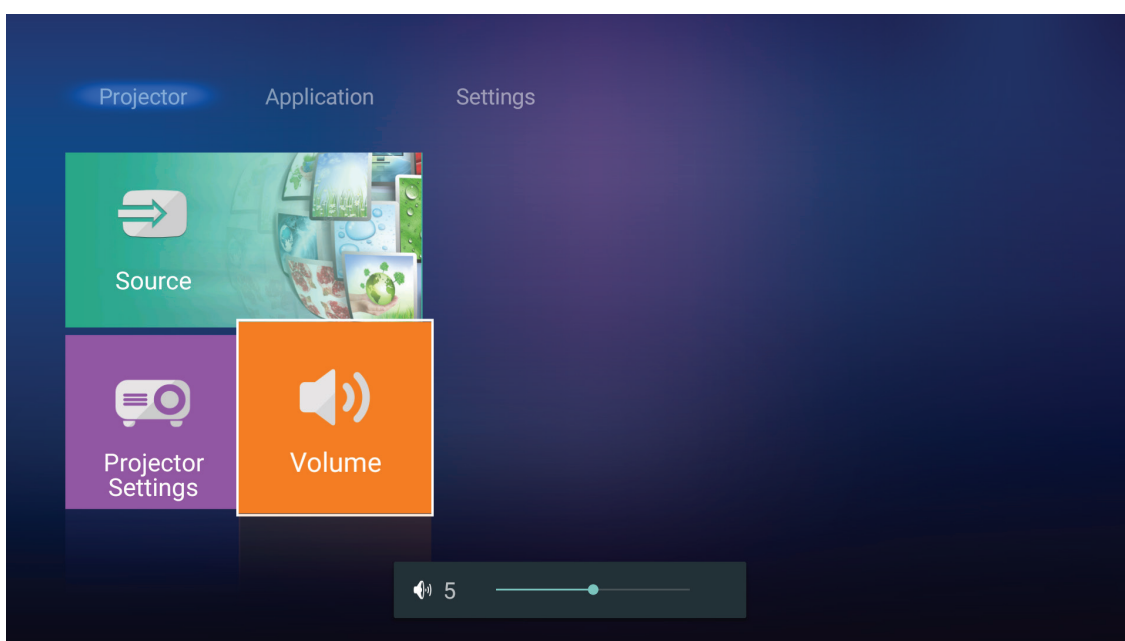 Projector Application Settings
Source
Projector
Settings
Volume
5